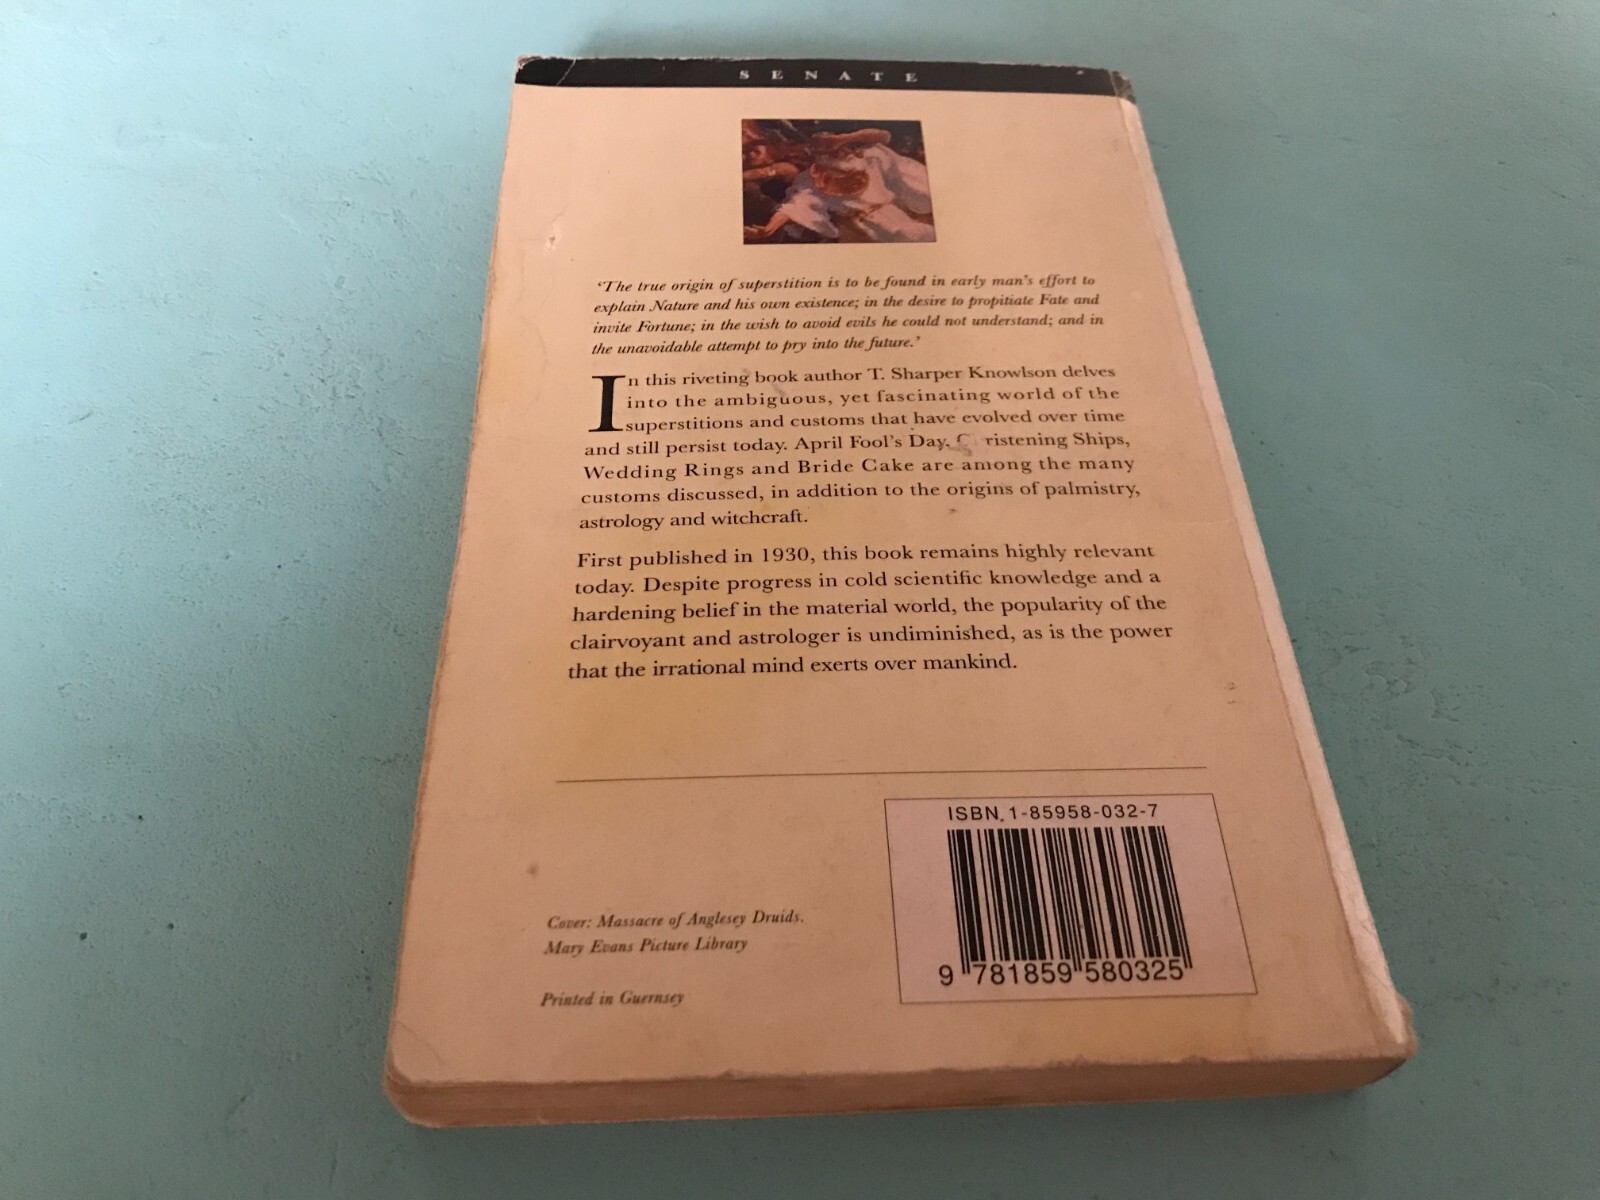 SENATE
'The true origin of superstition is to be found in early man's effort to
explain Nature and his own existence; in the desire to propitiate Fate and
invite Fortune; in the wish to avoid evils he could not understand; and in
the unavoidable attempt to pry into the future.'
In this riveting book author T. Sharper Knowlson delves
into the ambiguous, yet fascinating world of the
superstitions and customs that have evolved over time
and still persist today. April Fool's Day, C ristening Ships,
Wedding Rings and Bride Cake are among the many
customs discussed, in addition to the origins of palmistry,
astrology and witchcraft.
First published in 1930, this book remains highly relevant
today. Despite progress in cold scientific knowledge and a
hardening belief in the material world, the popularity of the
clairvoyant and astrologer is undiminished, as is the power
that the irrational mind exerts over mankind.
ISBN 1-85958-032-7
9 781859 580325
Cover: Massacre of Anglesey Druids.
Mary Evans Picture Library
Printed in Guernsey